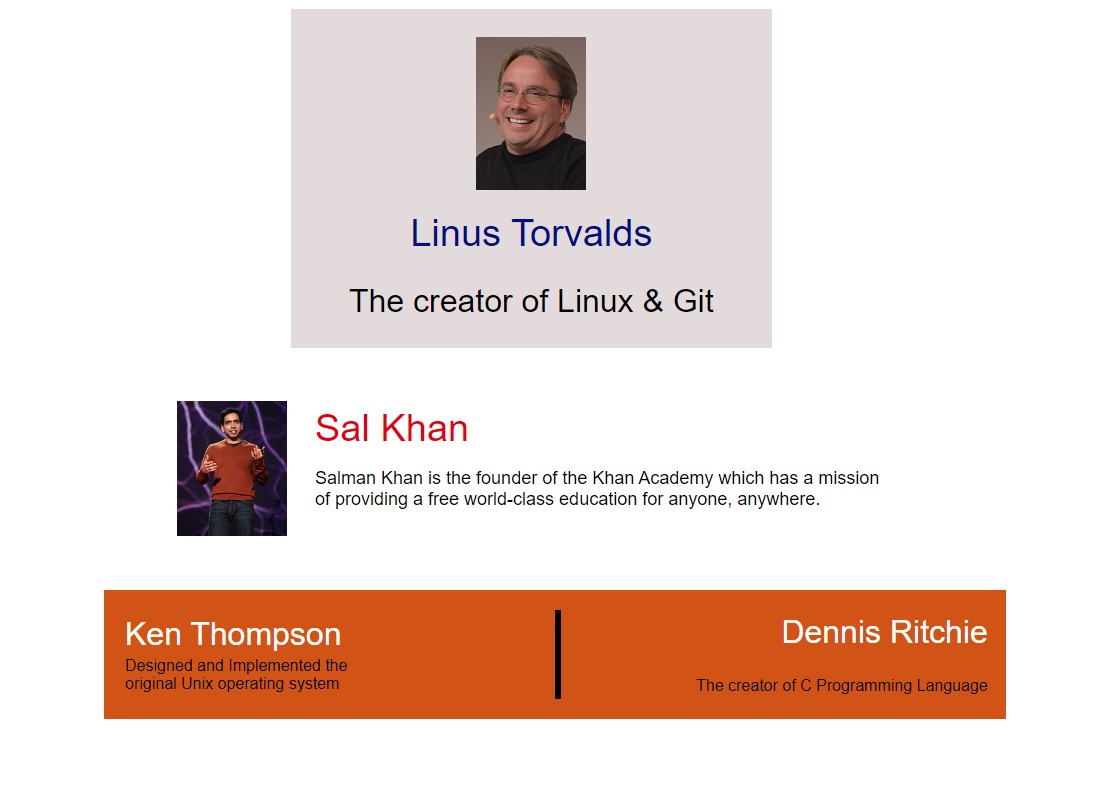 Linus Torvalds
The creator of Linux & Git
Sal Khan
Salman Khan is the founder of the Khan Academy which has a mission
of providing a free world-class education for anyone, anywhere.
Ken Thompson
Designed and Implemented the
original Unix operating system
Dennis Ritchie
The creator of C Programming Language